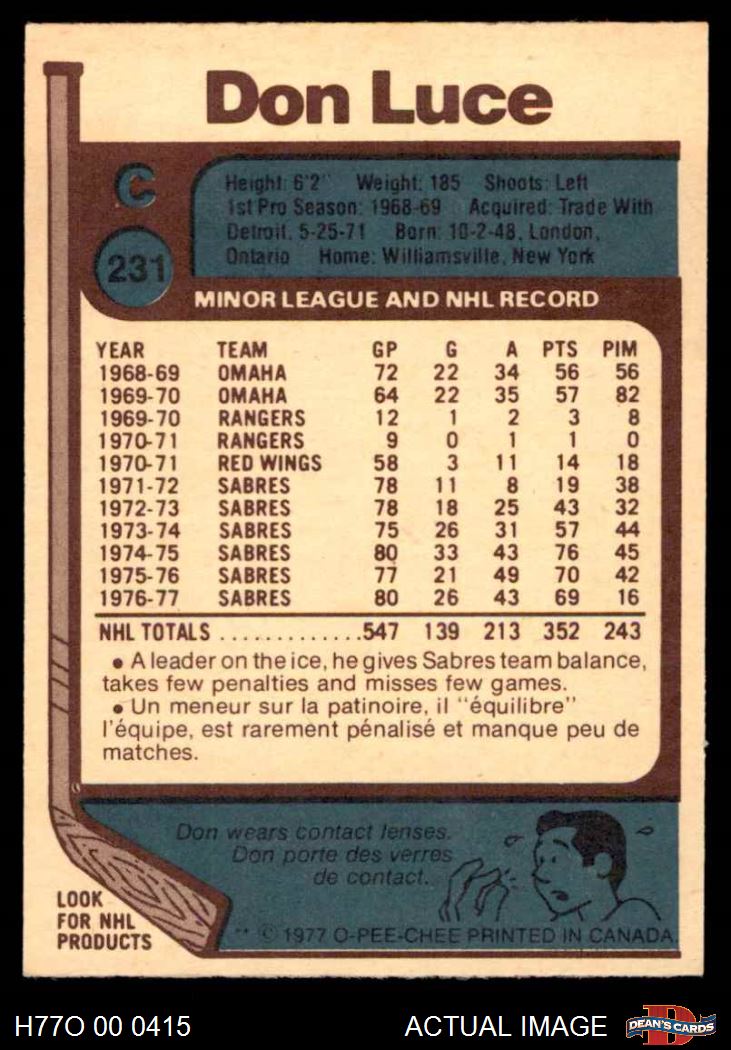 Don Luce
C
231
Height: 6'2" Weight: 185 Shoots: Left
1st Pro Season: 1968-69 Acquired: Trade With
Detroit, 5-25-71 Born: 10-2-48, London,
Ontario Home: Williamsville, New York
MINOR LEAGUE AND NHL RECORD
YEAR TEAM GP G A PTS PIM
1968-69 OMAHA 72 22 34 56 56
1969-70 OMAHA 64 22 35 57 82
1969-70 RANGERS 12 1 2 3 8
1970-71 RANGERS 9 0 1 1 0
1970-71 RED WINGS 58 3 11 14 18
1971-72 SABRES 78 11 8 19 38
1972-73 SABRES 78 18 25 43 32
1973-74 SABRES 75 26 31 57 44
1974-75 SABRES 80 33 43 76 45
1975-76 SABRES 77 21 49 70 42
1976-77 SABRES 80 26 43 69 16
NHL TOTALS .............547 139 213 352 243
• A leader on the ice, he gives Sabres team balance,
takes few penalties and misses few games.
• Un meneur sur la patinoire, il "équilibre"
l'équipe, est rarement pénalisé et manque peu de
matches.
Don wears contact lenses.
Don porte des verres
de contact.
LOOK
FOR NHL
PRODUCTS
** © 1977 O-PEE-CHEE PRINTED IN CANADA.
H77O 00 0415
ACTUAL IMAGE
D
DEAN'S CARDS